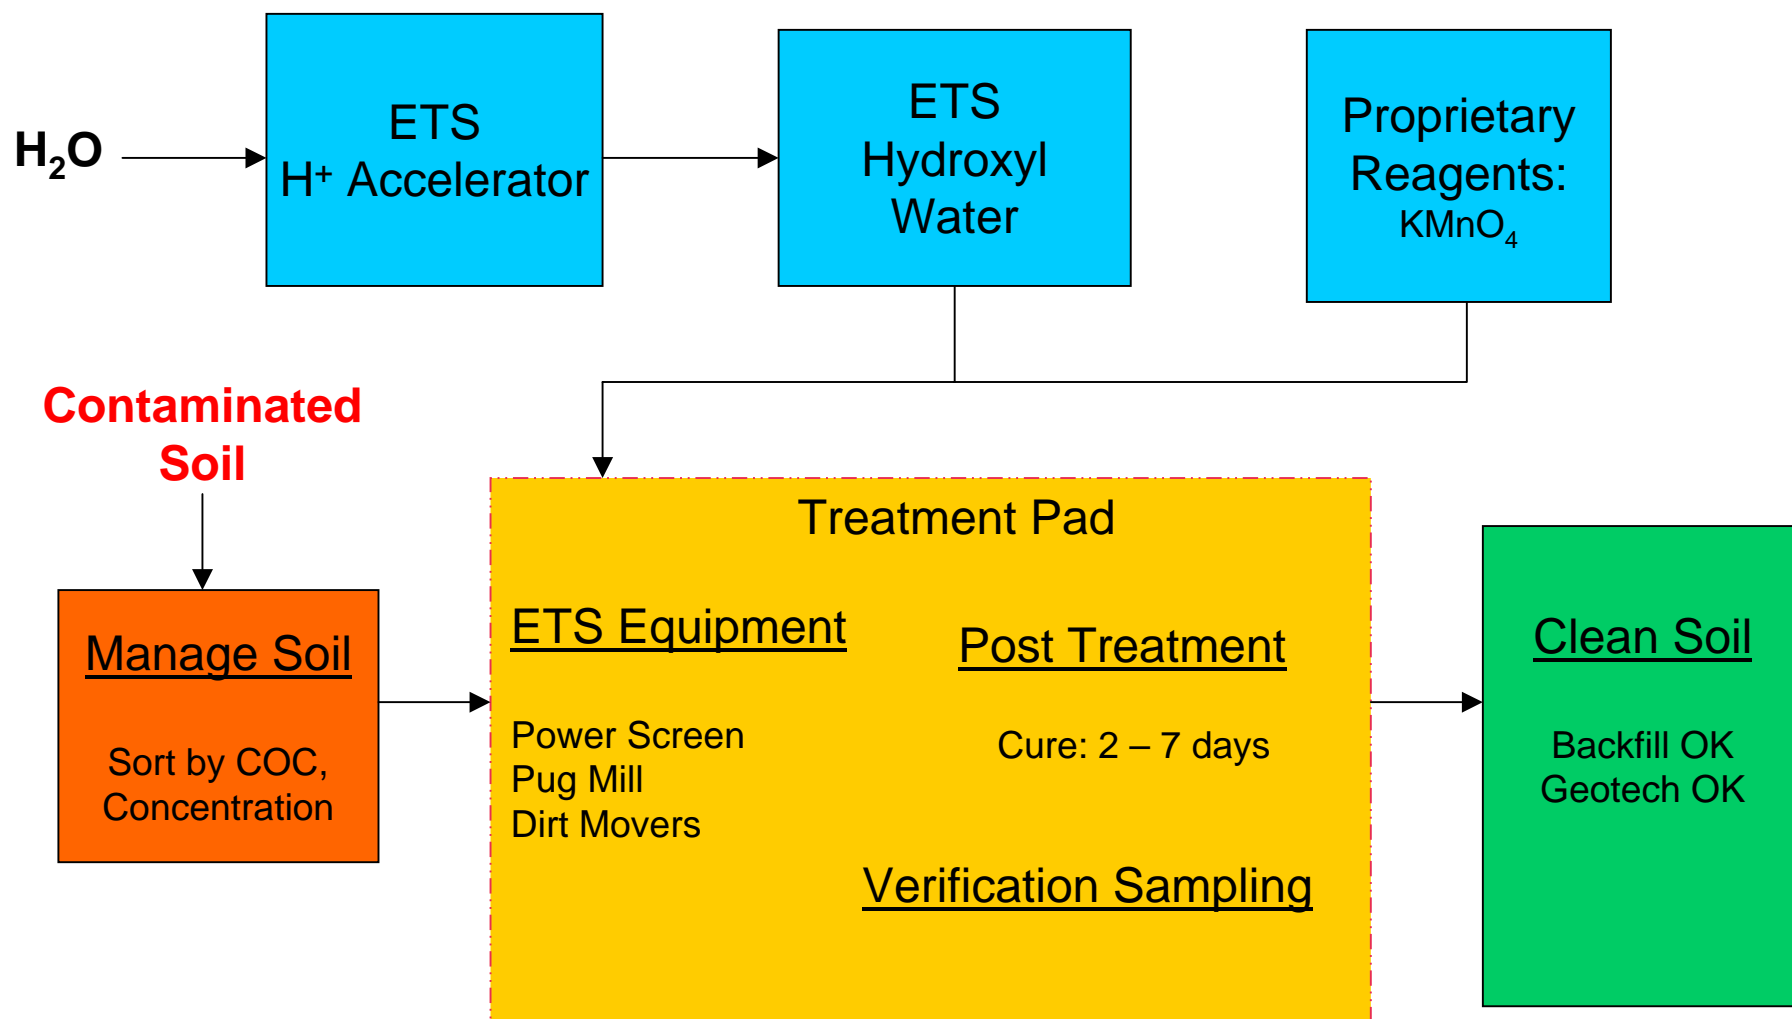 H₂O
ETS
H⁺ Accelerator
ETS
Hydroxyl
Water
Proprietary
Reagents:
KMnO₄
Contaminated
Soil
Manage Soil
Sort by COC,
Concentration
Treatment Pad
ETS Equipment
Power Screen
Pug Mill
Dirt Movers
Post Treatment
Cure: 2 – 7 days
Verification Sampling
Clean Soil
Backfill OK
Geotech OK